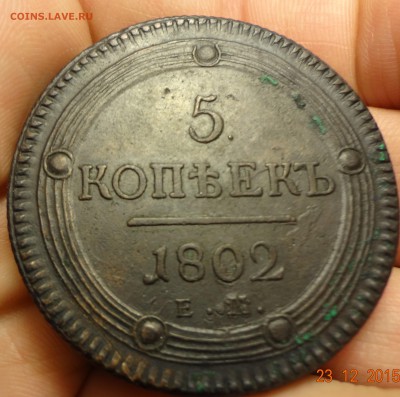 COINS.LAVE.RU
5.
КОПѢЕКЪ
1802
Е.М.
23 12 2015